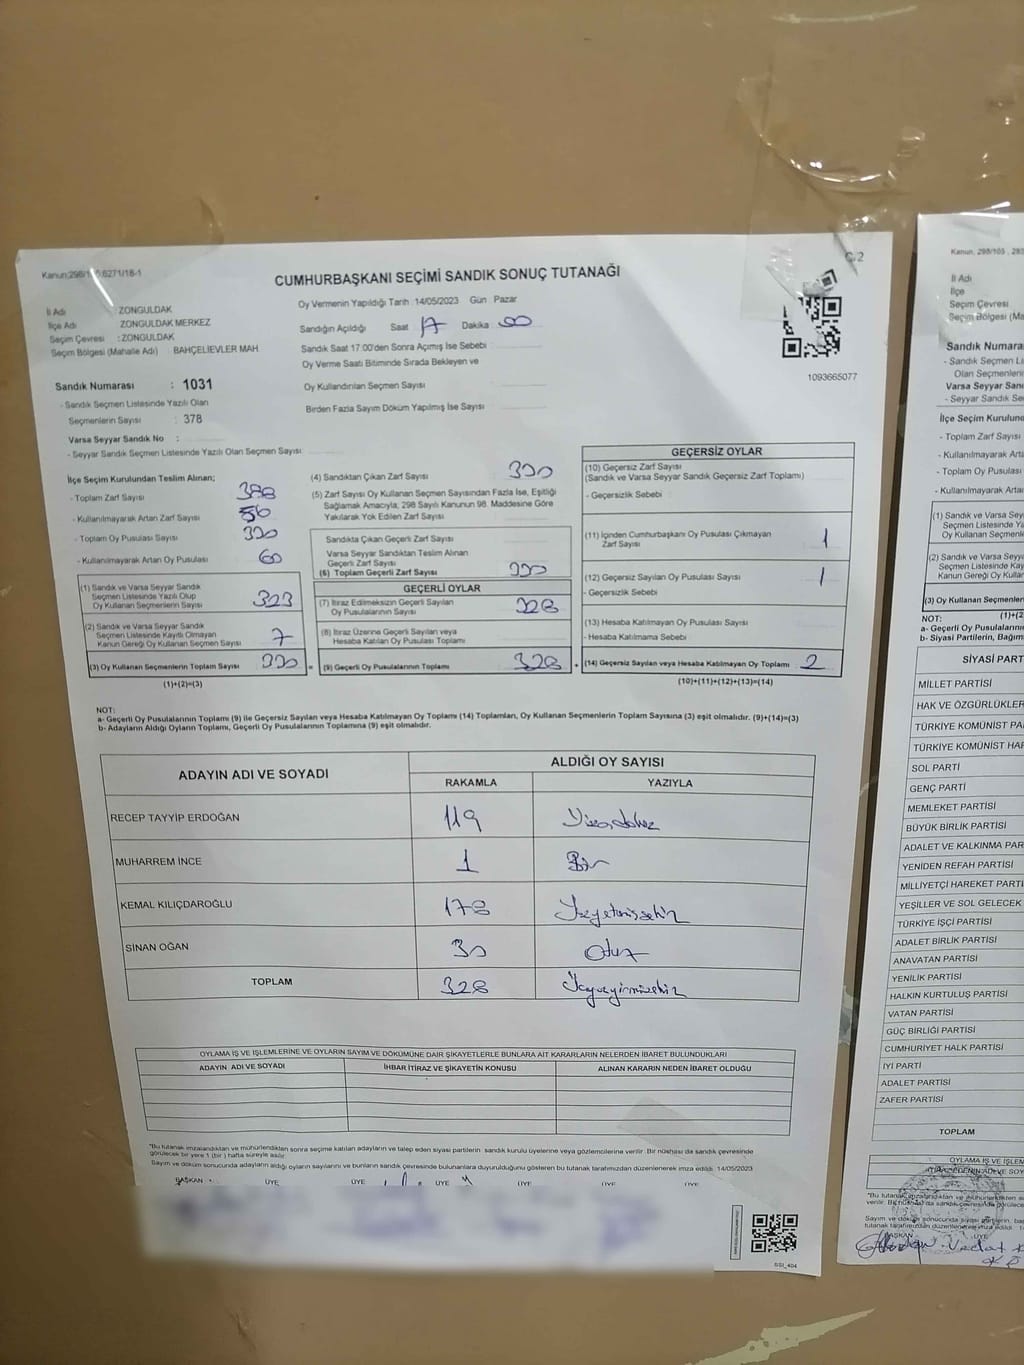 Kanun:298/105;6271/18-1
C/2
CUMHURBAŞKANI SEÇİMİ SANDIK SONUÇ TUTANAĞI
İl Adı : ZONGULDAK
İlçe Adı : ZONGULDAK MERKEZ
Seçim Çevresi : ZONGULDAK
Seçim Bölgesi (Mahalle Adı) BAHÇELİEVLER MAH.
Oy Vermenin Yapıldığı Tarih 14/05/2023 Gün Pazar
Sandığın Açıldığı Saat 17 Dakika 00
Sandık Saat 17:00'den Sonra Açımış İse Sebebi
Oy Verme Saati Bitiminde Sırada Bekleyen ve
Oy Kullandırılan Seçmen Sayısı
Birden Fazla Sayım Döküm Yapılmış İse Sayısı
1093665077
Sandık Numarası : 1031
- Sandık Seçmen Listesinde Yazılı Olan
Seçmenlerin Sayısı : 378
Varsa Seyyar Sandık No :
- Seyyar Sandık Seçmen Listesinde Yazılı Olan Seçmen Sayısı
İlçe Seçim Kurulundan Teslim Alınan;
- Toplam Zarf Sayısı
- Kullanılmayarak Artan Zarf Sayısı
- Toplam Oy Pusulası Sayısı
- Kullanılmayarak Artan Oy Pusulası 60
(1) Sandık ve Varsa Seyyar Sandık
Seçmen Listesinde Yazılı Olup
Oy Kullanan Seçmenlerin Sayısı 323
(2) Sandık ve Varsa Seyyar Sandık
Seçmen Listesinde Kayıtlı Olmayan
Kanun Gereği Oy Kullanan Seçmen Sayısı 7
(3) Oy Kullanan Seçmenlerin Toplam Sayısı 330 =
(1)+(2)=(3)
(4) Sandıktan Çıkan Zarf Sayısı 330
(5) Zarf Sayısı Oy Kullanan Seçmen Sayısından Fazla İse, Eşitliği
Sağlamak Amacıyla; 298 Sayılı Kanunun 98. Maddesine Göre
Yakılarak Yok Edilen Zarf Sayısı
Sandıkta Çıkan Geçerli Zarf Sayısı
Varsa Seyyar Sandıktan Teslim Alınan
Geçerli Zarf Sayısı
(6) Toplam Geçerli Zarf Sayısı 330
GEÇERLİ OYLAR
(7) İtiraz Edilmeksizin Geçerli Sayılan
Oy Pusulalarının Sayısı 328
(8) İtiraz Üzerine Geçerli Sayılan veya
Hesaba Katılan Oy Pusulaları Toplamı
(9) Geçerli Oy Pusulalarının Toplamı 328 +
GEÇERSİZ OYLAR
(10) Geçersiz Zarf Sayısı
(Sandık ve Varsa Seyyar Sandık Geçersiz Zarf Toplamı)
- Geçersizlik Sebebi
(11) İçinden Cumhurbaşkanı Oy Pusulası Çıkmayan
Zarf Sayısı 1
(12) Geçersiz Sayılan Oy Pusulası Sayısı 1
- Geçersizlik Sebebi
(13) Hesaba Katılmayan Oy Pusulası Sayısı
- Hesaba Katılmama Sebebi
(14) Geçersiz Sayılan veya Hesaba Katılmayan Oy Toplamı 2
(10)+(11)+(12)+(13)=(14)
NOT:
a- Geçerli Oy Pusulalarının Toplamı (9) ile Geçersiz Sayılan veya Hesaba Katılmayan Oy Toplamı (14) Toplamları, Oy Kullanan Seçmenlerin Toplam Sayısına (3) eşit olmalıdır. (9)+(14)=(3)
b- Adayların Aldığı Oyların Toplamı, Geçerli Oy Pusulalarının Toplamına (9) eşit olmalıdır.
ADAYIN ADI VE SOYADI ALDIĞI OY SAYISI
RAKAMLA YAZIYLA
RECEP TAYYİP ERDOĞAN 119
MUHARREM İNCE 1 Bir
KEMAL KILIÇDAROĞLU 178 Yüzyetmişsekiz
SİNAN OĞAN 30 Otuz
TOPLAM 328 Üçyüzyirmisekiz
OYLAMA İŞ VE İŞLEMLERİNE VE OYLARIN SAYIM VE DÖKÜMÜNE DAİR ŞİKAYETLERLE BUNLARA AİT KARARLARIN NELERDEN İBARET BULUNDUKLARI
ADAYIN ADI VE SOYADI İHBAR İTİRAZ VE ŞİKAYETİN KONUSU ALINAN KARARIN NEDEN İBARET OLDUĞU
"Bu tutanak imzalandıktan ve mühürlendikten sonra seçime katılan adayların ve talep eden siyasi partilerin sandık kurulu üyelerine veya gözlemcilerine verilir. Bir nüshası da sandık çevresinde
görülecek bir yere 1 (bir) hafta süreyle asılır.
Sayım ve döküm sonucunda adayların aldığı oyların sayılarını ve bunların sandık çevresinde bulunanlara duyurulduğunu gösteren bu tutanak tarafımızdan düzenlenerek imza edildi. 14/05/2023
BAŞKAN ÜYE ÜYE ÜYE ÜYE ÜYE ÜYE
SSI_404
Kanun, 298/105
İl Adı
İlçe
Seçim Çevresi
Seçim Bölgesi (Ma
Sandık Numarası
- Sandık Seçmen Li
Olan Seçmenleri
Varsa Seyyar San
- Seyyar Sandık Se
İlçe Seçim Kurulun
- Toplam Zarf Sayısı
- Kullanılmayarak Arta
- Toplam Oy Pusulası
- Kullanılmayarak Arta
(1) Sandık ve Varsa Sey
Seçmen Listesinde Ya
Oy Kullanan Seçmenle
(2) Sandık ve Varsa Seyy
Seçmen Listesinde Kay
Kanun Gereği Oy Kullan
(3) Oy Kullanan Seçmenler
(1)+(2
NOT:
a- Geçerli Oy Pusulalarını
b- Siyasi Partilerin, Bağım
SİYASİ PART
MİLLET PARTİSİ
HAK VE ÖZGÜRLÜKLER
TÜRKİYE KOMÜNİST PA
TÜRKİYE KOMÜNİST HAR
SOL PARTİ
GENÇ PARTİ
MEMLEKET PARTİSİ
BÜYÜK BİRLİK PARTİSİ
ADALET VE KALKINMA PAR
YENİDEN REFAH PARTİSİ
MİLLİYETÇİ HAREKET PARTİ
YEŞİLLER VE SOL GELECEK
TÜRKİYE İŞÇİ PARTİSİ
ADALET BİRLİK PARTİSİ
ANAVATAN PARTİSİ
YENİLİK PARTİSİ
HALKIN KURTULUŞ PARTİSİ
VATAN PARTİSİ
GÜÇ BİRLİĞİ PARTİSİ
CUMHURİYET HALK PARTİSİ
İYİ PARTİ
ADALET PARTİSİ
ZAFER PARTİSİ
TOPLAM
OYLAMA İŞ VE İŞLEM
"Bu tutanak imzalandıktan
Sayım ve döküm sonucunda siyasi partilerin, ba
BAŞKAN ÜYE